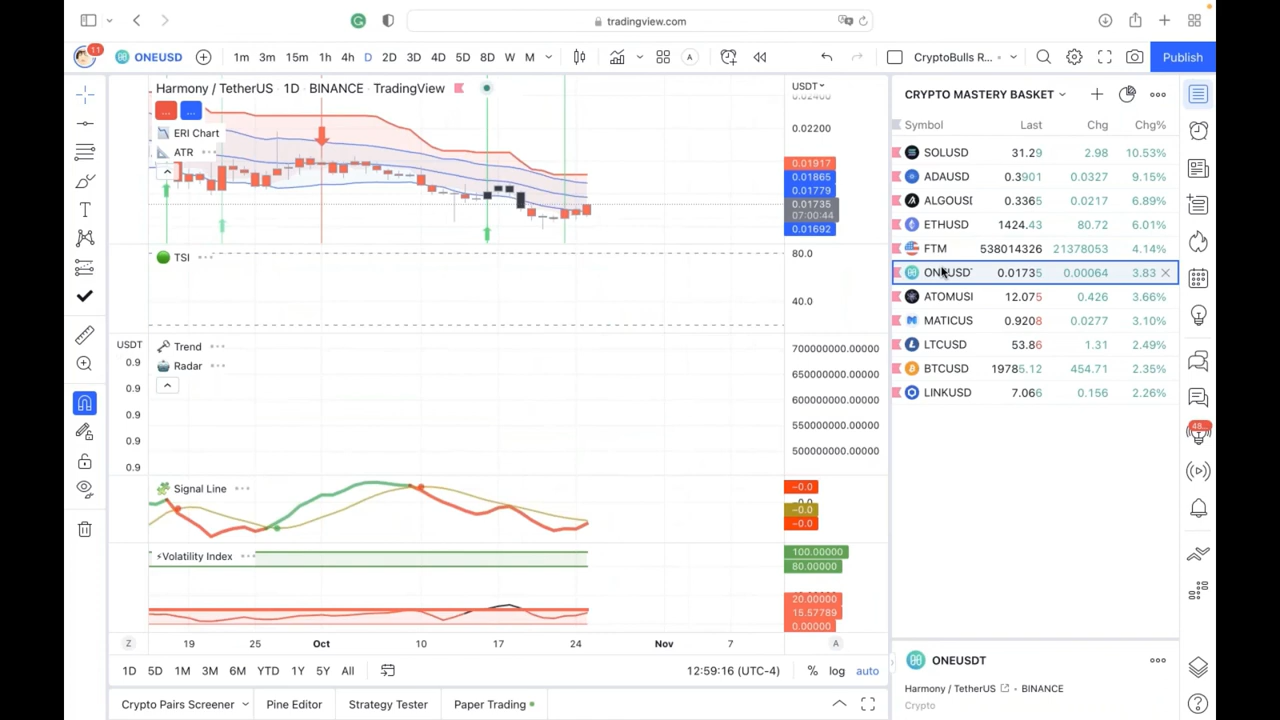 tradingview.com
11
ONEUSD
1m 3m 15m 1h 4h D 2D 3D 4D 5D 8D W M
A
CryptoBulls R...
Publish
Harmony / TetherUS · 1D · BINANCE · TradingView
USDT
0.02400
0.02200
... ...
ERI Chart
ATR
0.01917
0.01865
0.01779
0.01735
07:00:44
0.01692
TSI
80.0
40.0
USDT
0.9
0.9
0.9
0.9
0.9
Trend
Radar
700000000.00000
650000000.00000
600000000.00000
550000000.00000
500000000.00000
Signal Line
−0.0
−0.0
−0.0
⚡Volatility Index
100.00000
80.00000
20.00000
15.57789
0.00000
Z
19 25 Oct 10 17 24 Nov 7
A
1D 5D 1M 3M 6M YTD 1Y 5Y All
12:59:16 (UTC-4)
% log auto
Crypto Pairs Screener Pine Editor Strategy Tester Paper Trading
CRYPTO MASTERY BASKET
Symbol Last Chg Chg%
SOLUSD 31.29 2.98 10.53%
ADAUSD 0.3901 0.0327 9.15%
ALGOUSI 0.3365 0.0217 6.89%
ETHUSD 1424.43 80.72 6.01%
FTM 538014326 21378053 4.14%
ONEUSD 0.01735 0.00064 3.83
ATOMUSI 12.075 0.426 3.66%
MATICUS 0.9208 0.0277 3.10%
LTCUSD 53.86 1.31 2.49%
BTCUSD 19785.12 454.71 2.35%
LINKUSD 7.066 0.156 2.26%
48
ONEUSDT
Harmony / TetherUS · BINANCE
Crypto